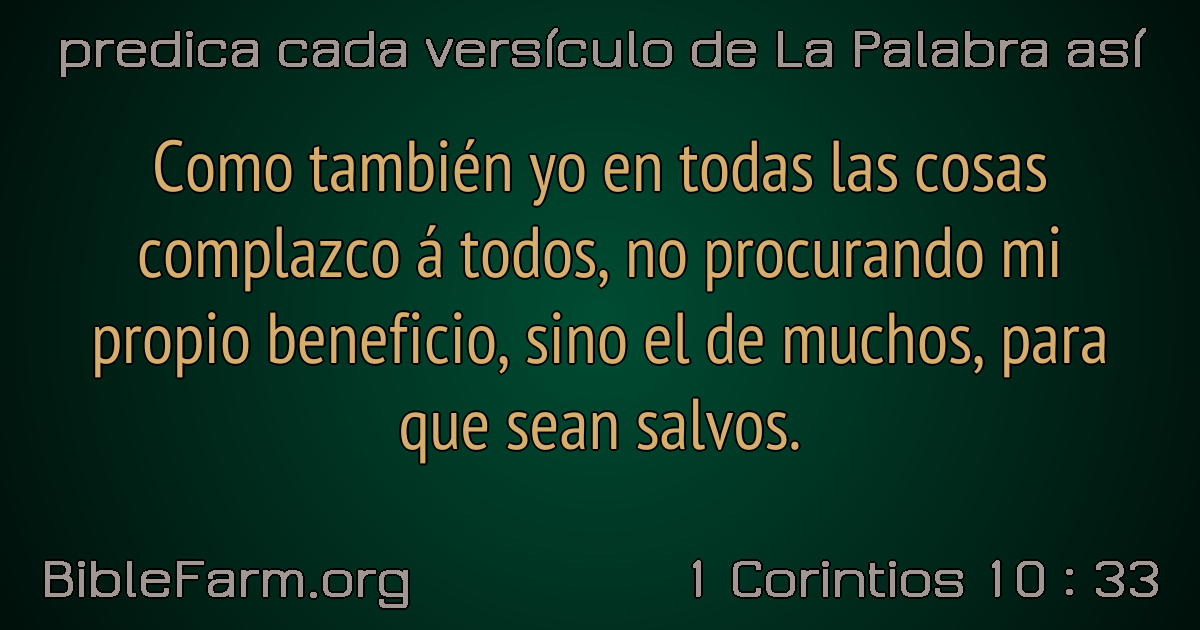 predica cada versículo de La Palabra así
Como también yo en todas las cosas
complazco á todos, no procurando mi
propio beneficio, sino el de muchos, para
que sean salvos.
BibleFarm.org
1 Corintios 10 : 33